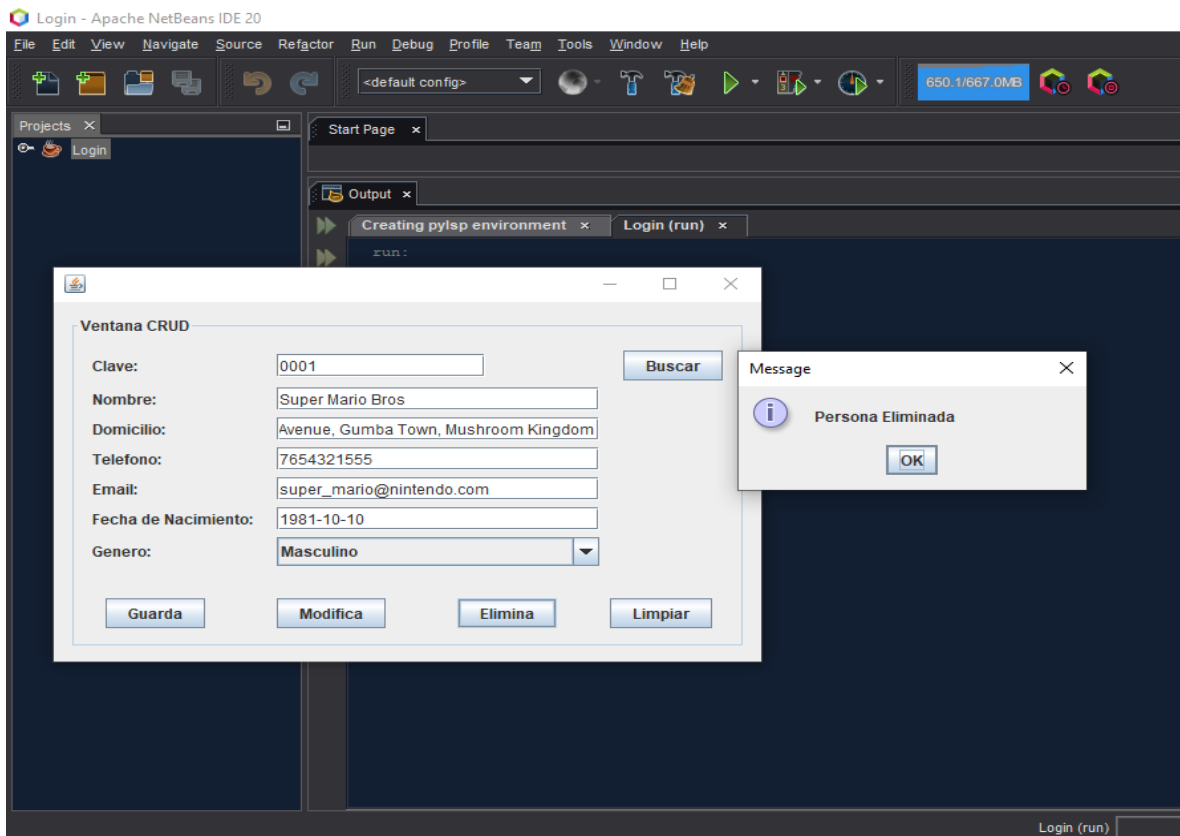 Login - Apache NetBeans IDE 20
File Edit View Navigate Source Refactor Run Debug Profile Team Tools Window Help
<default config>
650.1/667.0MB
Projects
Start Page
Login
Output
Creating pylsp environment
Login (run)
run:
Ventana CRUD
Clave: 0001 Buscar
Nombre: Super Mario Bros
Domicilio: Avenue, Gumba Town, Mushroom Kingdom
Telefono: 7654321555
Email: super_mario@nintendo.com
Fecha de Nacimiento: 1981-10-10
Genero: Masculino
Guarda Modifica Elimina Limpiar
Message
Persona Eliminada
OK
Login (run)